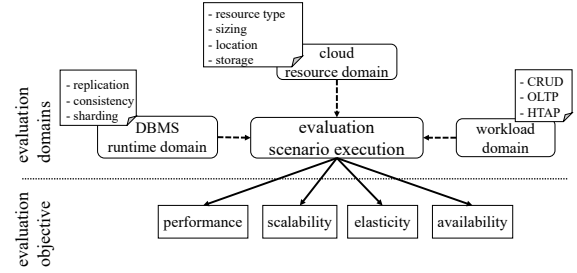 - resource type
- sizing
- location
- storage
cloud
resource domain
- replication
- consistency
- sharding
- CRUD
- OLTP
- HTAP
evaluation
domains
DBMS
runtime domain
evaluation
scenario execution
workload
domain
evaluation
objective
performance
scalability
elasticity
availability